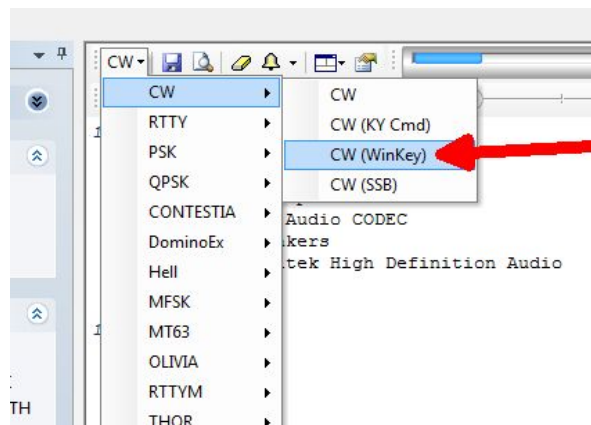 CW
CW CW
RTTY CW (KY Cmd)
PSK CW (WinKey)
QPSK CW (SSB)
CONTESTIA Audio CODEC
DominoEx kers
Hell tek High Definition Audio
MFSK
MT63
OLIVIA
RTTYM
TH THOR